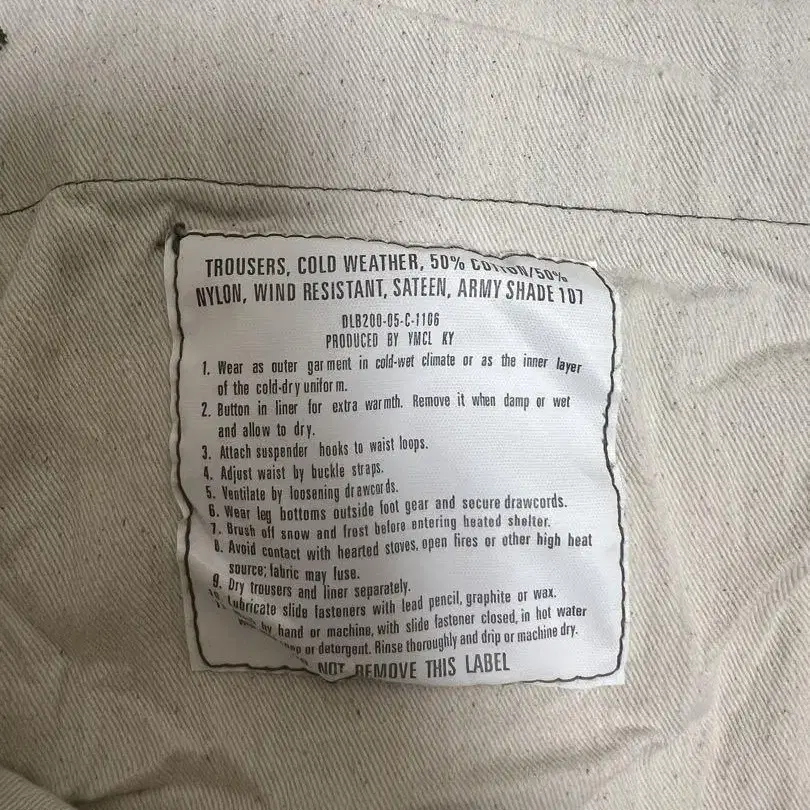 TROUSERS, COLD WEATHER, 50% COTTON/50%
NYLON, WIND RESISTANT, SATEEN, ARMY SHADE 107
DLB200-05-C-1106
PRODUCED BY YMCL KY
1. Wear as outer garment in cold-wet climate or as the inner layer
of the cold-dry uniform.
2. Button in liner for extra warmth. Remove it when damp or wet
and allow to dry.
3. Attach suspender hooks to waist loops.
4. Adjust waist by buckle straps.
5. Ventilate by loosening drawcords.
6. Wear leg bottoms outside foot gear and secure drawcords.
7. Brush off snow and frost before entering heated shelter.
8. Avoid contact with hearted stoves, open fires or other high heat
source; fabric may fuse.
9. Dry trousers and liner separately.
10. Lubricate slide fasteners with lead pencil, graphite or wax.
by hand or machine, with slide fastener closed, in hot water
or detorgent. Rinse thoroughly and drip or machine dry.
NOT REMOVE THIS LABEL